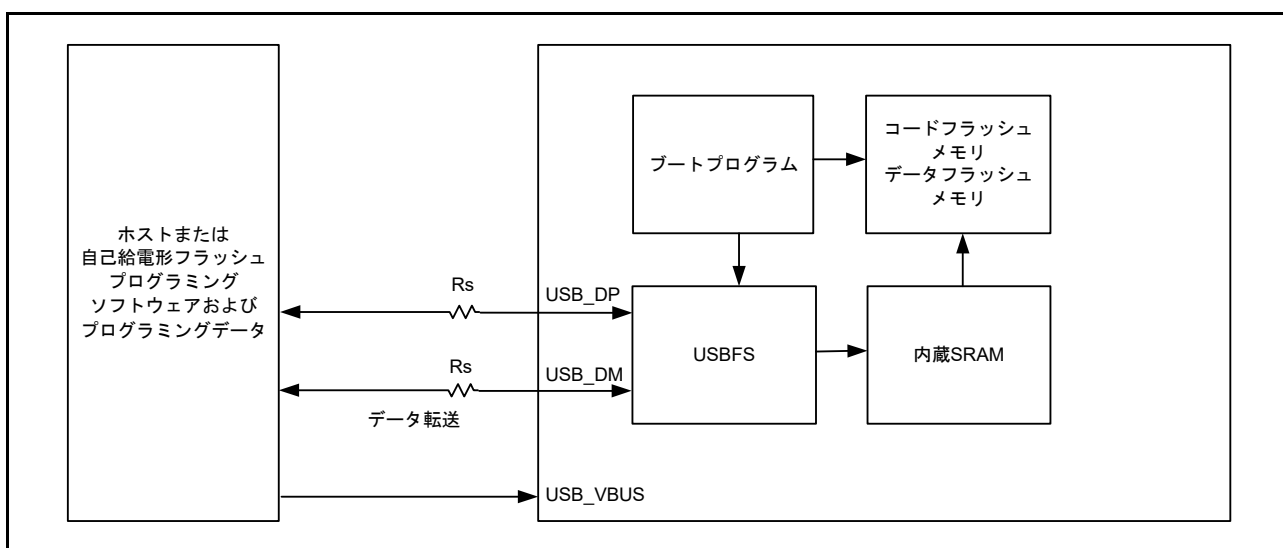 ホストまたは
自己給電形フラッシュ
プログラミング
ソフトウェアおよび
プログラミングデータ
Rs
Rs
データ転送
USB_DP
USB_DM
USB_VBUS
ブートプログラム
コードフラッシュ
メモリ
データフラッシュ
メモリ
USBFS
内蔵SRAM